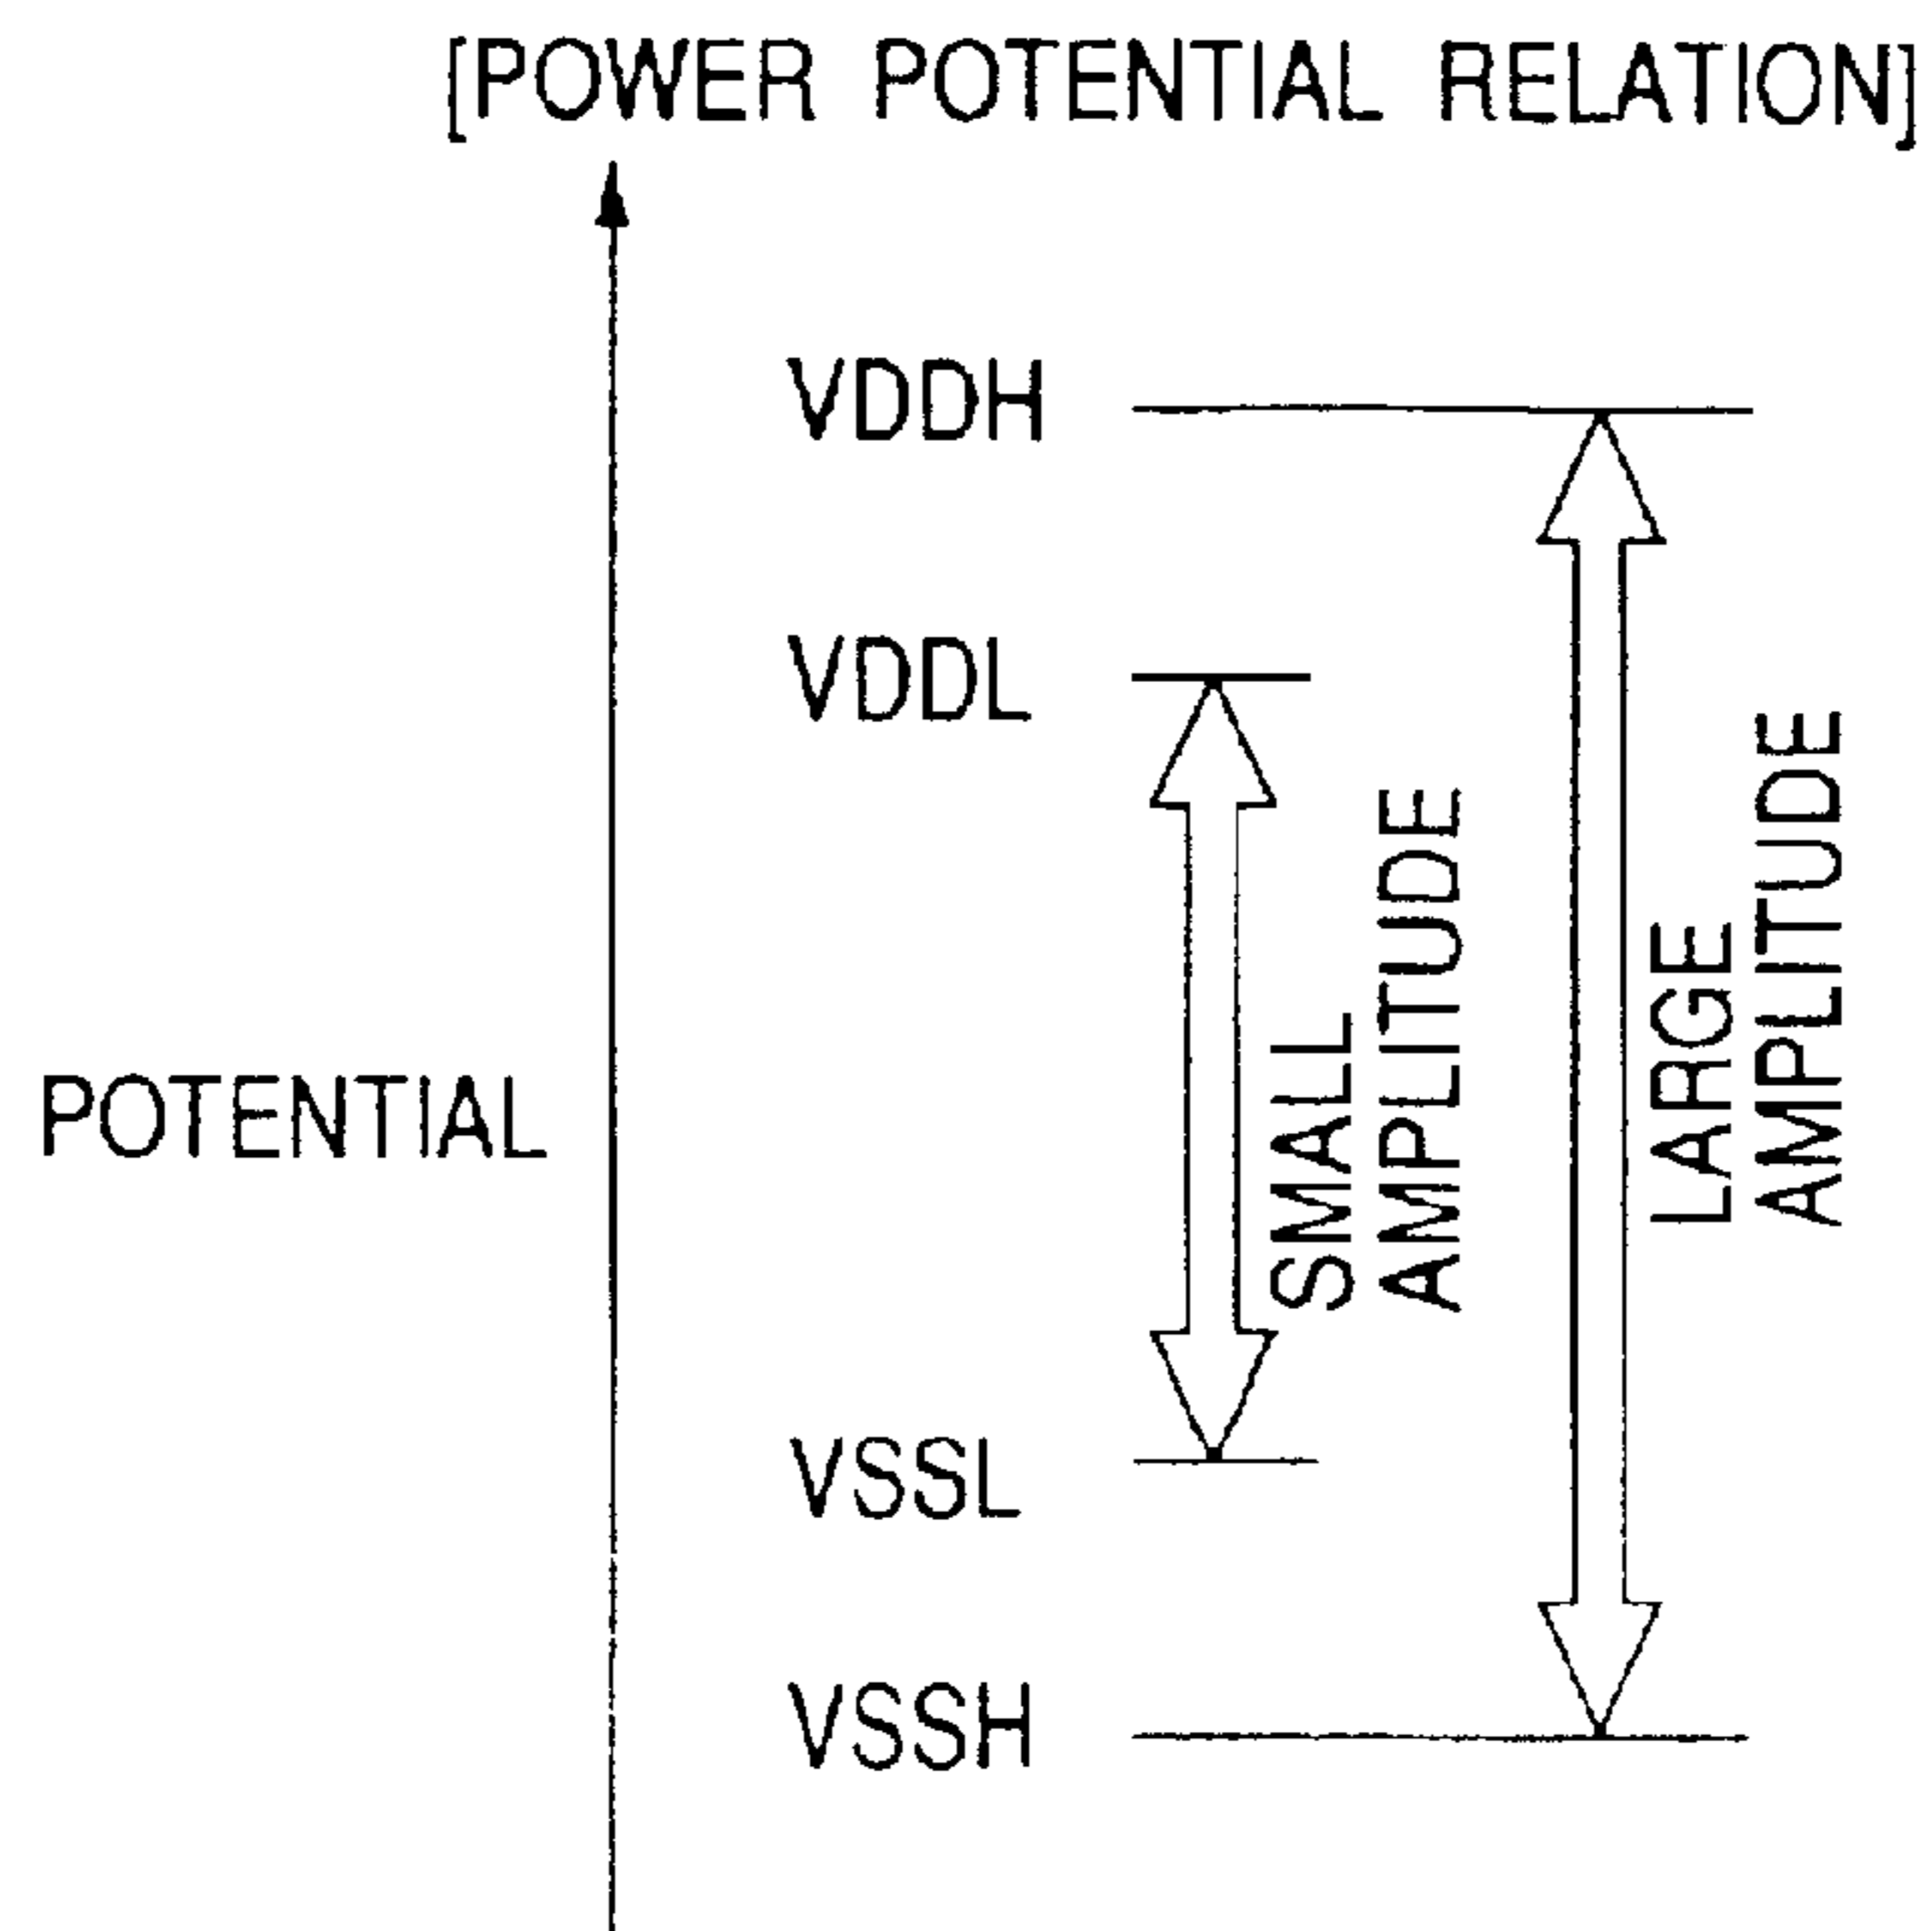 [POWER POTENTIAL RELATION]
VDDH
VDDL
POTENTIAL
SMALL
AMPLITUDE
LARGE
AMPLITUDE
VSSL
VSSH